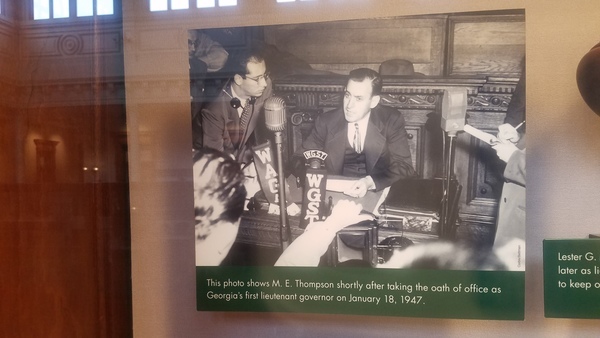 WGST
WAG
WGST
This photo shows M. E. Thompson shortly after taking the oath of office as
Georgia's first lieutenant governor on January 18, 1947.
Lester G.
later as li
to keep o